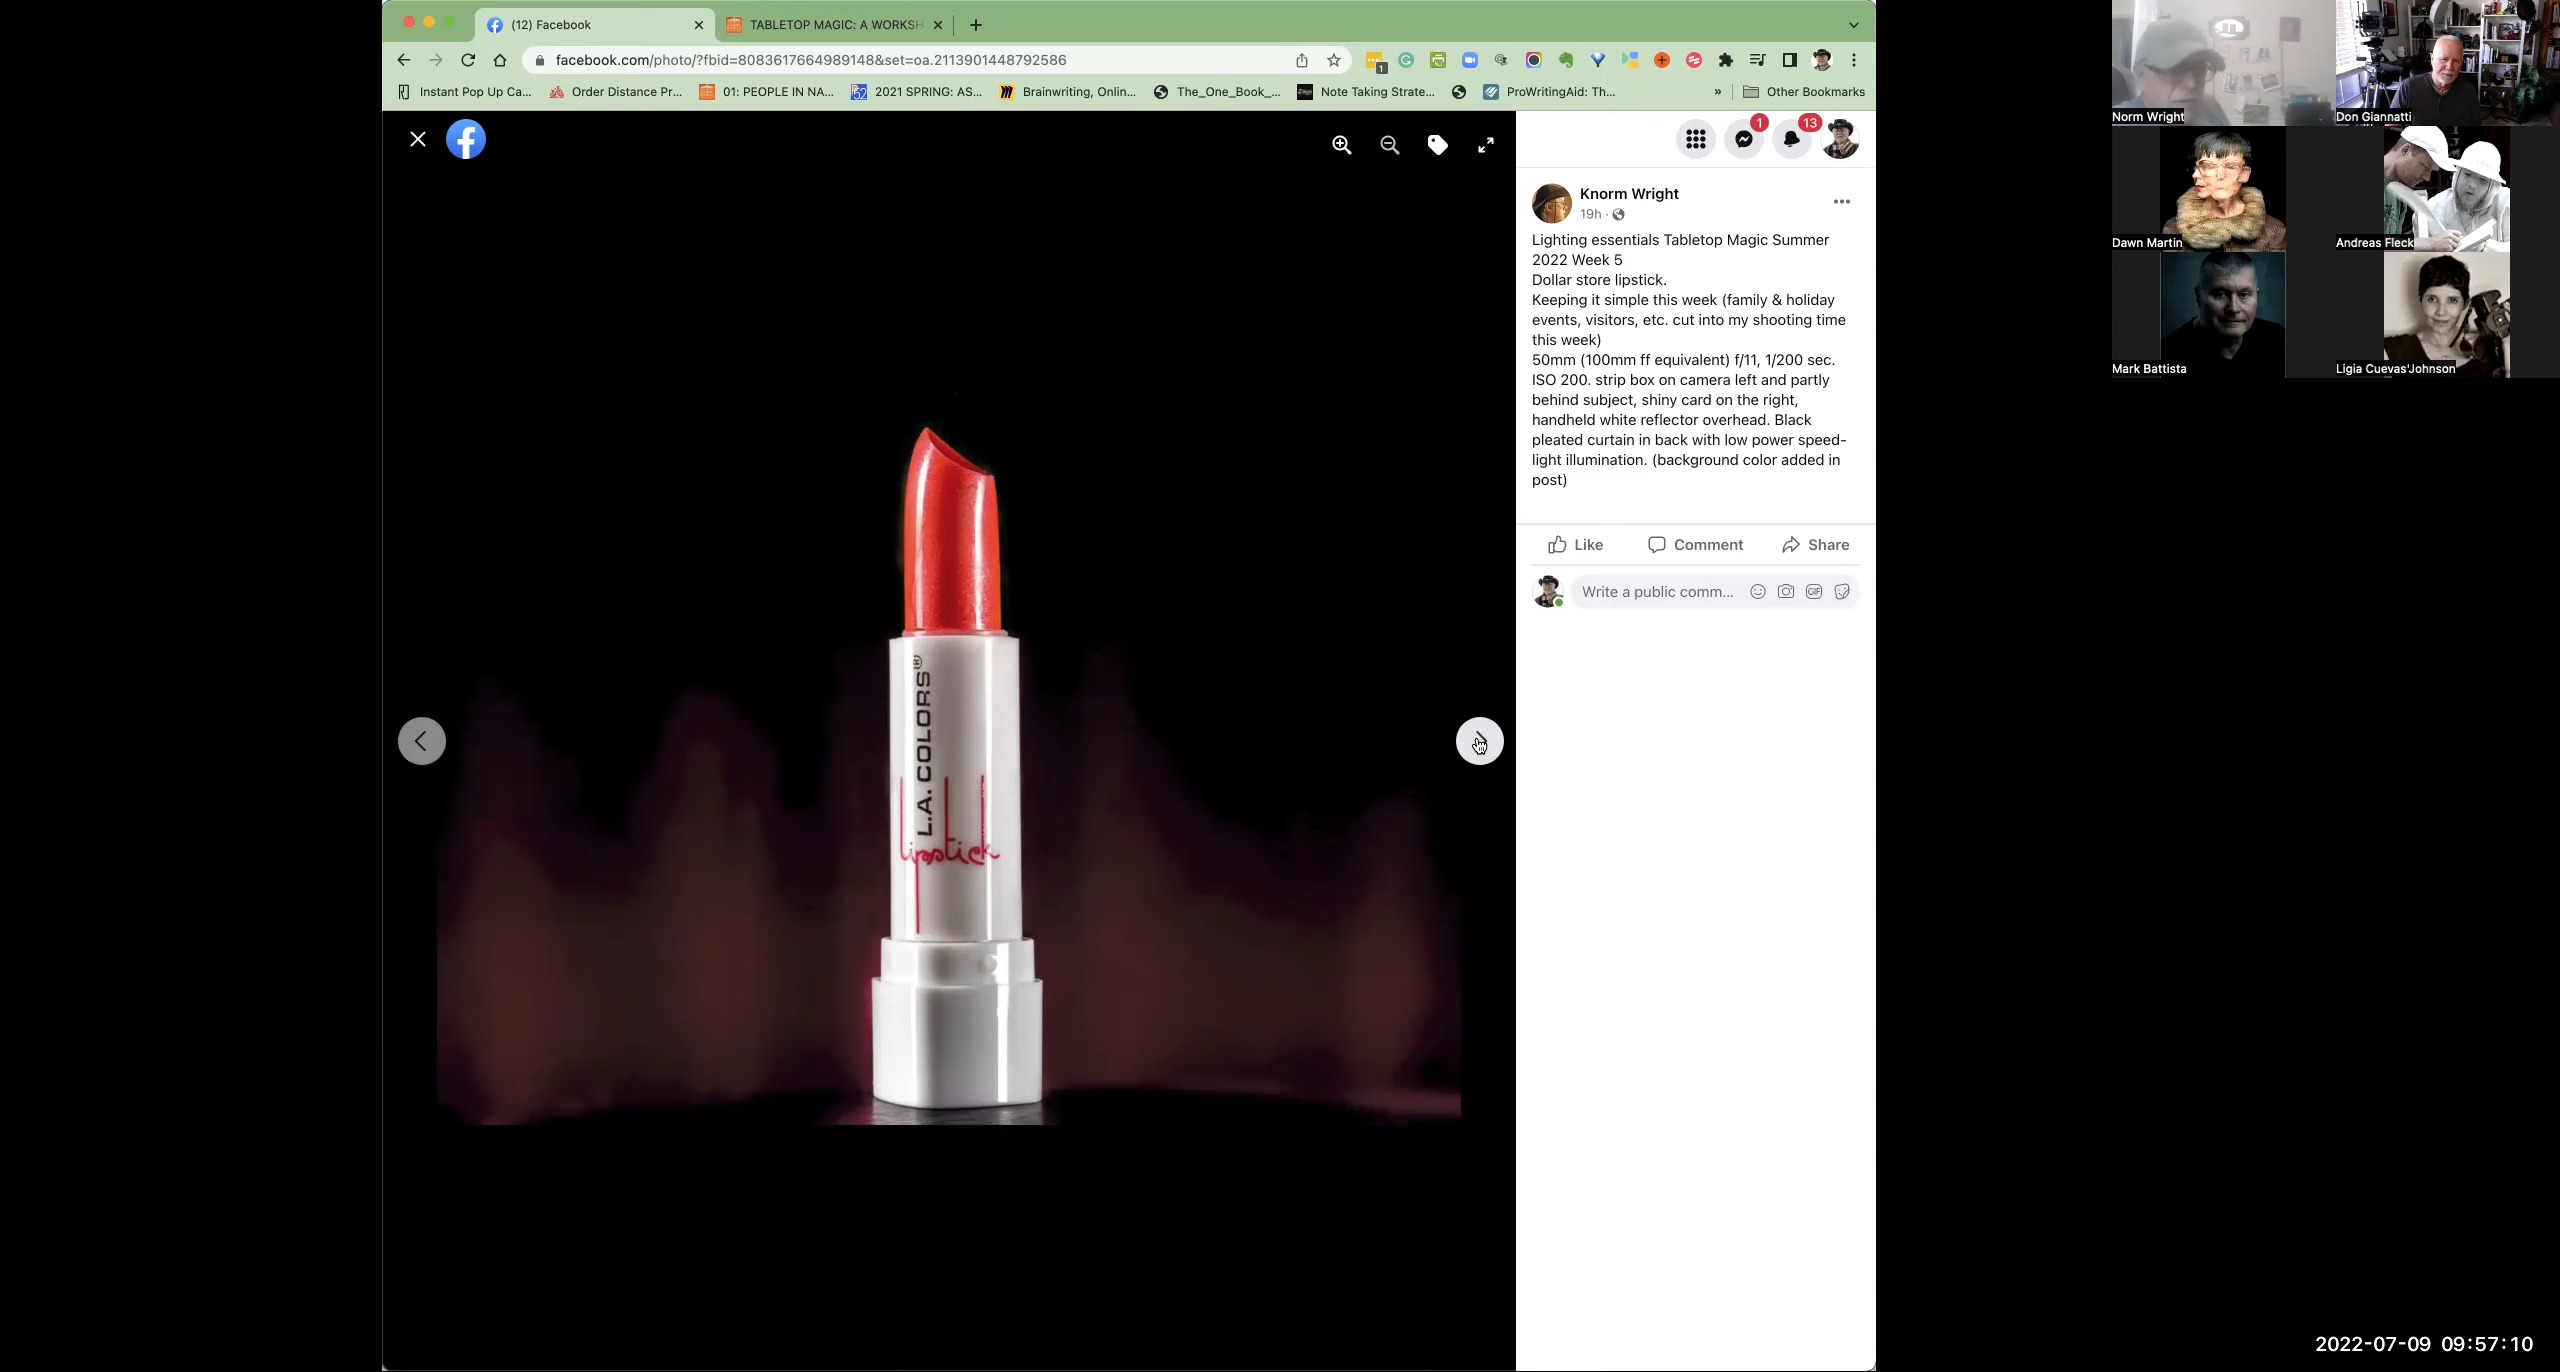 (12) Facebook
TABLETOP MAGIC: A WORKSH
facebook.com/photo/?fbid=8083617664989148&set=oa.2113901448792586
1
Instant Pop Up Ca...
Order Distance Pr...
01: PEOPLE IN NA...
2021 SPRING: AS...
Brainwriting, Onlin...
The_One_Book_...
Note Taking Strate...
ProWritingAid: Th...
»
Other Bookmarks
1
13
Knorm Wright
19h ·
Lighting essentials Tabletop Magic Summer
2022 Week 5
Dollar store lipstick.
Keeping it simple this week (family & holiday
events, visitors, etc. cut into my shooting time
this week)
50mm (100mm ff equivalent) f/11, 1/200 sec.
ISO 200. strip box on camera left and partly
behind subject, shiny card on the right,
handheld white reflector overhead. Black
pleated curtain in back with low power speed-
light illumination. (background color added in
post)
Like
Comment
Share
Write a public comm...
GIF
L.A. COLORS®
lipstick
Norm Wright
Don Giannatti
Dawn Martin
Andreas Fleck
Mark Battista
Ligia Cuevas'Johnson
2022-07-09 09:57:10